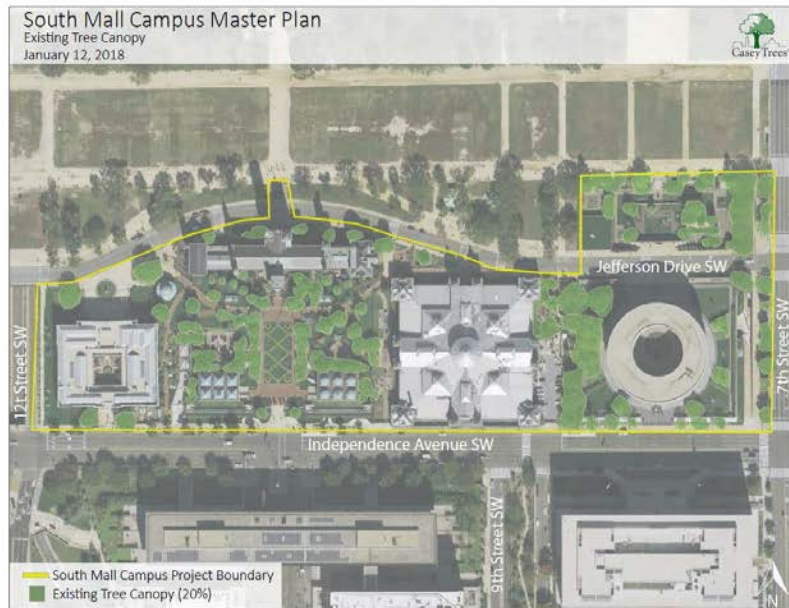 South Mall Campus Master Plan
Existing Tree Canopy
January 12, 2018
Casey Trees
Jefferson Drive SW
12t Street SW
7th Street SW
Independence Avenue SW
9th Street SW
South Mall Campus Project Boundary
Existing Tree Canopy (20%)
N